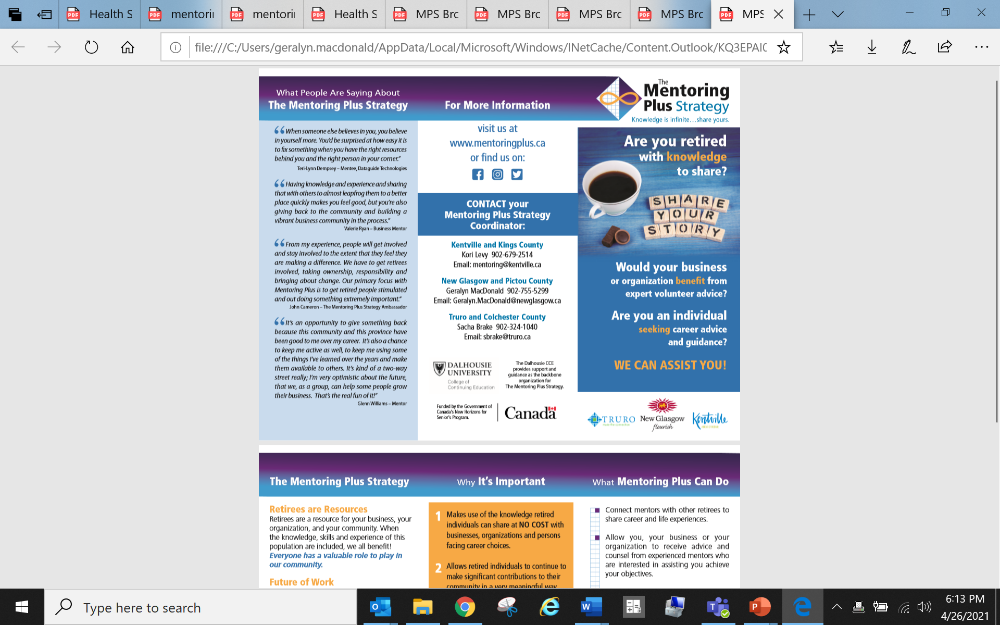 Health S
mentorin
mentorin
Health S
MPS Brc
MPS Brc
MPS Brc
MPS Brc
MPS
file:///C:/Users/geralyn.macdonald/AppData/Local/Microsoft/Windows/INetCache/Content.Outlook/KQ3EPAI0
What People Are Saying About
The Mentoring Plus Strategy
“When someone else believes in you, you believe
in yourself more. You'd be surprised at how easy it is
to fix something when you have the right resources
behind you and the right person in your corner.”
Teri-Lynn Dempsey – Mentee, Dataguide Technologies
“Having knowledge and experience and sharing
that with others to almost leapfrog them to a better
place quickly makes you feel good, but you're also
giving back to the community and building a
vibrant business community in the process.”
Valerie Ryan – Business Mentor
“From my experience, people will get involved
and stay involved to the extent that they feel they
are making a difference. We have to get retirees
involved, taking ownership, responsibility and
bringing about change. Our primary focus with
Mentoring Plus is to get retired people stimulated
and out doing something extremely important.”
John Cameron – The Mentoring Plus Strategy Ambassador
“It's an opportunity to give something back
because this community and this province have
been good to me over my career. It's also a chance
to keep me active as well, to keep me using some
of the things I've learned over the years and make
them available to others. It's kind of a two-way
street really; I'm very optimistic about the future,
that we, as a group, can help some people grow
their business. That's the real fun of it!”
Glenn Williams – Mentor
For More Information
visit us at
www.mentoringplus.ca
or find us on:
CONTACT your
Mentoring Plus Strategy
Coordinator:
Kentville and Kings County
Kori Levy 902-679-2514
Email: mentoring@kentville.ca
New Glasgow and Pictou County
Geralyn MacDonald 902-755-5299
Email: Geralyn.MacDonald@newglasgow.ca
Truro and Colchester County
Sacha Brake 902-324-1040
Email: sbrake@truro.ca
DALHOUSIE
UNIVERSITY
College of
Continuing Education
The Dalhousie CCE
provides support and
guidance as the backbone
organization for
The Mentoring Plus Strategy.
Funded by the Government of
Canada's New Horizons for
Senior's Program.
Canada
The
Mentoring
Plus Strategy
Knowledge is infinite...share yours.
Are you retired
with knowledge
to share?
SHARE
YOUR
STORY
Would your business
or organization benefit from
expert volunteer advice?
Are you an individual
seeking career advice
and guidance?
WE CAN ASSIST YOU!
TRURO
make the connection
New Glasgow
flourish
Kentville
The Mentoring Plus Strategy
Retirees are Resources
Retirees are a resource for your business, your
organization, and your community. When
the knowledge, skills and experience of this
population are included, we all benefit!
Everyone has a valuable role to play in
our community.
Future of Work
Why It's Important
1 Makes use of the knowledge retired
individuals can share at NO COST with
businesses, organizations and persons
facing career choices.
2 Allows retired individuals to continue to
make significant contributions to their
community in a very meaningful way
What Mentoring Plus Can Do
Connect mentors with other retirees to
share career and life experiences.
Allow you, your business or your
organization to receive advice and
counsel from experienced mentors who
are interested in assisting you achieve
your objectives.
Type here to search
6:13 PM
4/26/2021